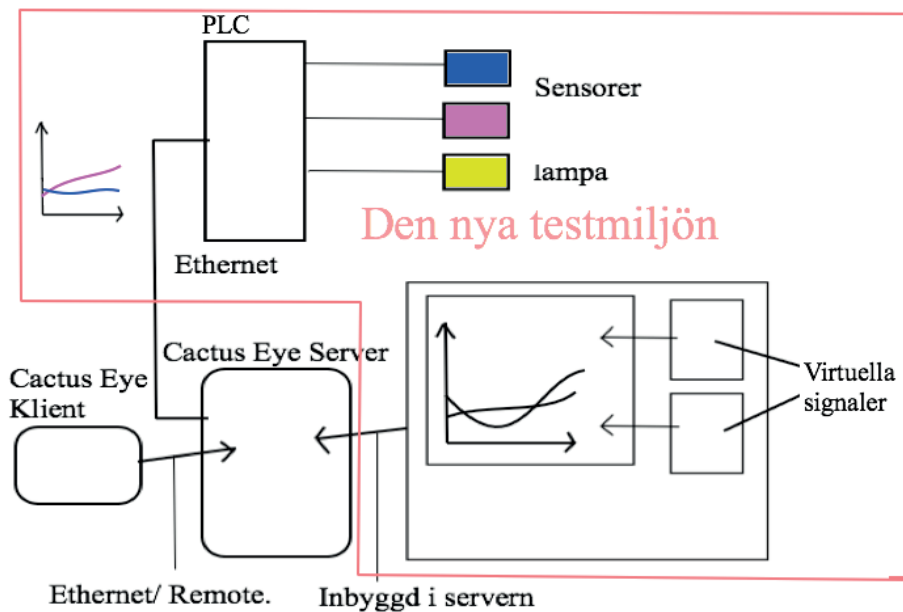 PLC
Sensorer
lampa
Den nya testmiljön
Ethernet
Cactus Eye Server
Cactus Eye
Klient
Virtuella
signaler
Ethernet/ Remote.
Inbyggd i servern